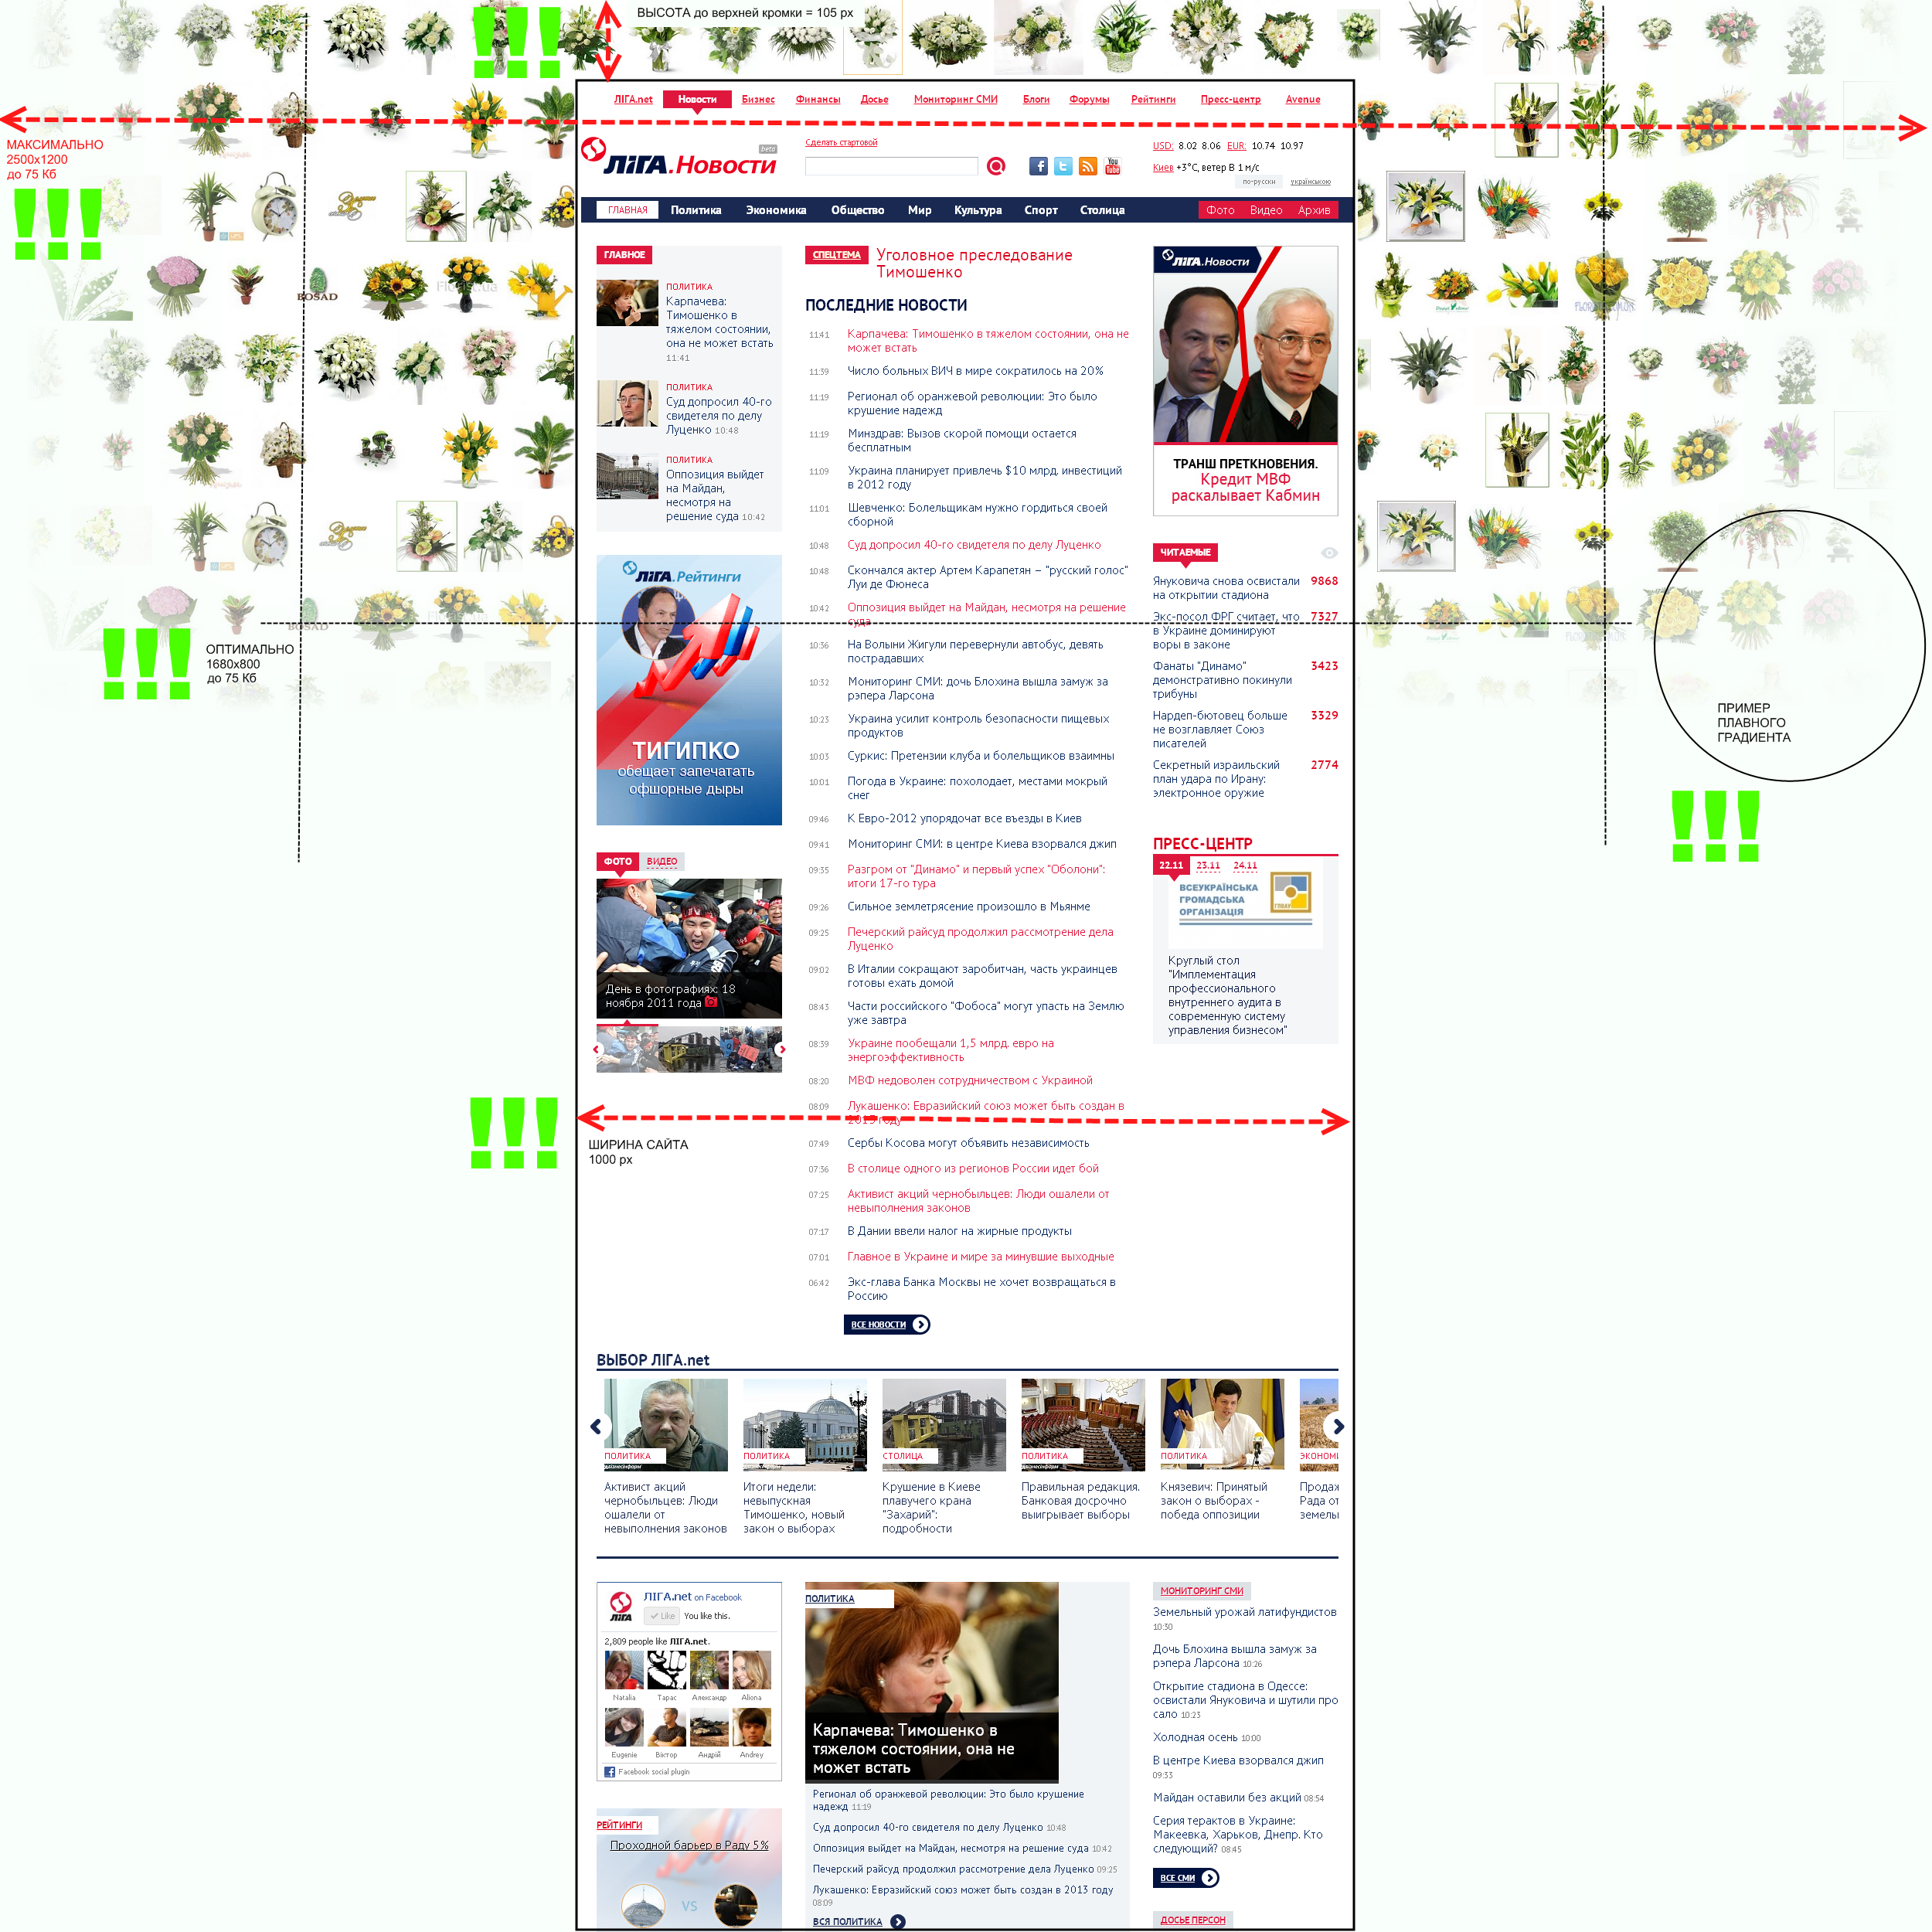 ВЫСОТА до верхней кромки = 105 px
ЛІГА.net Новости Бизнес Финансы Досье Мониторинг СМИ Блоги Форумы Рейтинги Пресс-центр Avenue
МАКСИМАЛЬНО
2500x1200
до 75 Кб
!!!
!!!
beta
ЛІГА.Новости
Сделать стартовой
You Tube
USD: 8.02 8.06 EUR: 10.74 10.97
Киев +3°C, ветер В 1 м/с
по-русски українською
ГЛАВНАЯ Политика Экономика Общество Мир Культура Спорт Столица Фото Видео Архив
ГЛАВНОЕ
ПОЛИТИКА
Карпачева:
Тимошенко в
тяжелом состоянии,
она не может встать
11:41
ПОЛИТИКА
Суд допросил 40-го
свидетеля по делу
Луценко 10:48
ПОЛИТИКА
Оппозиция выйдет
на Майдан,
несмотря на
решение суда 10:42
ЛІГА.Рейтинги
ТИГИПКО
обещает запечатать
офшорные дыры
!!!
ОПТИМАЛЬНО
1680x800
до 75 Кб
ФОТО ВИДЕО
День в фотографиях: 18
ноября 2011 года
!!!
ШИРИНА САЙТА
1000 px
СПЕЦТЕМА Уголовное преследование
Тимошенко
ПОСЛЕДНИЕ НОВОСТИ
11:41 Карпачева: Тимошенко в тяжелом состоянии, она не
может встать
11:39 Число больных ВИЧ в мире сократилось на 20%
11:19 Регионал об оранжевой революции: Это было
крушение надежд
11:19 Минздрав: Вызов скорой помощи остается
бесплатным
11:09 Украина планирует привлечь $10 млрд. инвестиций
в 2012 году
11:01 Шевченко: Болельщикам нужно гордиться своей
сборной
10:48 Суд допросил 40-го свидетеля по делу Луценко
10:48 Скончался актер Артем Карапетян – "русский голос"
Луи де Фюнеса
10:42 Оппозиция выйдет на Майдан, несмотря на решение
суда
10:36 На Волыни Жигули перевернули автобус, девять
пострадавших
10:32 Мониторинг СМИ: дочь Блохина вышла замуж за
рэпера Ларсона
10:23 Украина усилит контроль безопасности пищевых
продуктов
10:03 Суркис: Претензии клуба и болельщиков взаимны
10:01 Погода в Украине: похолодает, местами мокрый
снег
09:46 К Евро-2012 упорядочат все въезды в Киев
09:41 Мониторинг СМИ: в центре Киева взорвался джип
09:35 Разгром от "Динамо" и первый успех "Оболони":
итоги 17-го тура
09:26 Сильное землетрясение произошло в Мьянме
09:25 Печерский райсуд продолжил рассмотрение дела
Луценко
09:02 В Италии сокращают заробитчан, часть украинцев
готовы ехать домой
08:43 Части российского "Фобоса" могут упасть на Землю
уже завтра
08:39 Украине пообещали 1,5 млрд. евро на
энергоэффективность
08:20 МВФ недоволен сотрудничеством с Украиной
08:09 Лукашенко: Евразийский союз может быть создан в
2013 году
07:49 Сербы Косова могут объявить независимость
07:36 В столице одного из регионов России идет бой
07:25 Активист акций чернобыльцев: Люди ошалели от
невыполнения законов
07:17 В Дании ввели налог на жирные продукты
07:01 Главное в Украине и мире за минувшие выходные
06:42 Экс-глава Банка Москвы не хочет возвращаться в
Россию
ВСЕ НОВОСТИ
ЛІГА.Новости
ТРАНШ ПРЕТКНОВЕНИЯ.
Кредит МВФ
раскалывает Кабмин
ЧИТАЕМЫЕ
Януковича снова освистали 9868
на открытии стадиона
Экс-посол ФРГ считает, что 7327
в Украине доминируют
воры в законе
Фанаты "Динамо" 3423
демонстративно покинули
трибуны
Нардеп-бютовец больше 3329
не возглавляет Союз
писателей
Секретный израильский 2774
план удара по Ирану:
электронное оружие
ПРЕСС-ЦЕНТР
22.11 23.11 24.11
ВСЕУКРАЇНСЬКА
ГРОМАДСЬКА
ОРГАНІЗАЦІЯ
Круглый стол
"Имплементация
профессионального
внутреннего аудита в
современную систему
управления бизнесом"
ПРИМЕР
ПЛАВНОГО
ГРАДИЕНТА
!!!
ВЫБОР ЛІГА.net
ПОЛИТИКА
Активист акций
чернобыльцев: Люди
ошалели от
невыполнения законов
ПОЛИТИКА
Итоги недели:
невыпускная
Тимошенко, новый
закон о выборах
СТОЛИЦА
Крушение в Киеве
плавучего крана
"Захарий":
подробности
ПОЛИТИКА
Правильная редакция.
Банковая досрочно
выигрывает выборы
ПОЛИТИКА
Князевич: Принятый
закон о выборах -
победа оппозиции
ЭКОНОМИ
Продаж
Рада от
земелы
ЛІГА.net on Facebook
Like You like this.
ЛІГА
2,809 people like ЛІГА.net.
Natalia Тарас Александр Aliona
Eugenie Віктор Андрій Andrey
Facebook social plugin
РЕЙТИНГИ
Проходной барьер в Раду 5%
VS
ПОЛИТИКА
Карпачева: Тимошенко в
тяжелом состоянии, она не
может встать
Регионал об оранжевой революции: Это было крушение
надежд 11:19
Суд допросил 40-го свидетеля по делу Луценко 10:48
Оппозиция выйдет на Майдан, несмотря на решение суда 10:42
Печерский райсуд продолжил рассмотрение дела Луценко 09:25
Лукашенко: Евразийский союз может быть создан в 2013 году
08:09
ВСЯ ПОЛИТИКА
МОНИТОРИНГ СМИ
Земельный урожай латифундистов
10:30
Дочь Блохина вышла замуж за
рэпера Ларсона 10:26
Открытие стадиона в Одессе:
освистали Януковича и шутили про
сало 10:23
Холодная осень 10:00
В центре Киева взорвался джип
09:33
Майдан оставили без акций 08:54
Серия терактов в Украине:
Макеевка, Харьков, Днепр. Кто
следующий? 08:45
ВСЕ СМИ
ДОСЬЕ ПЕРСОН